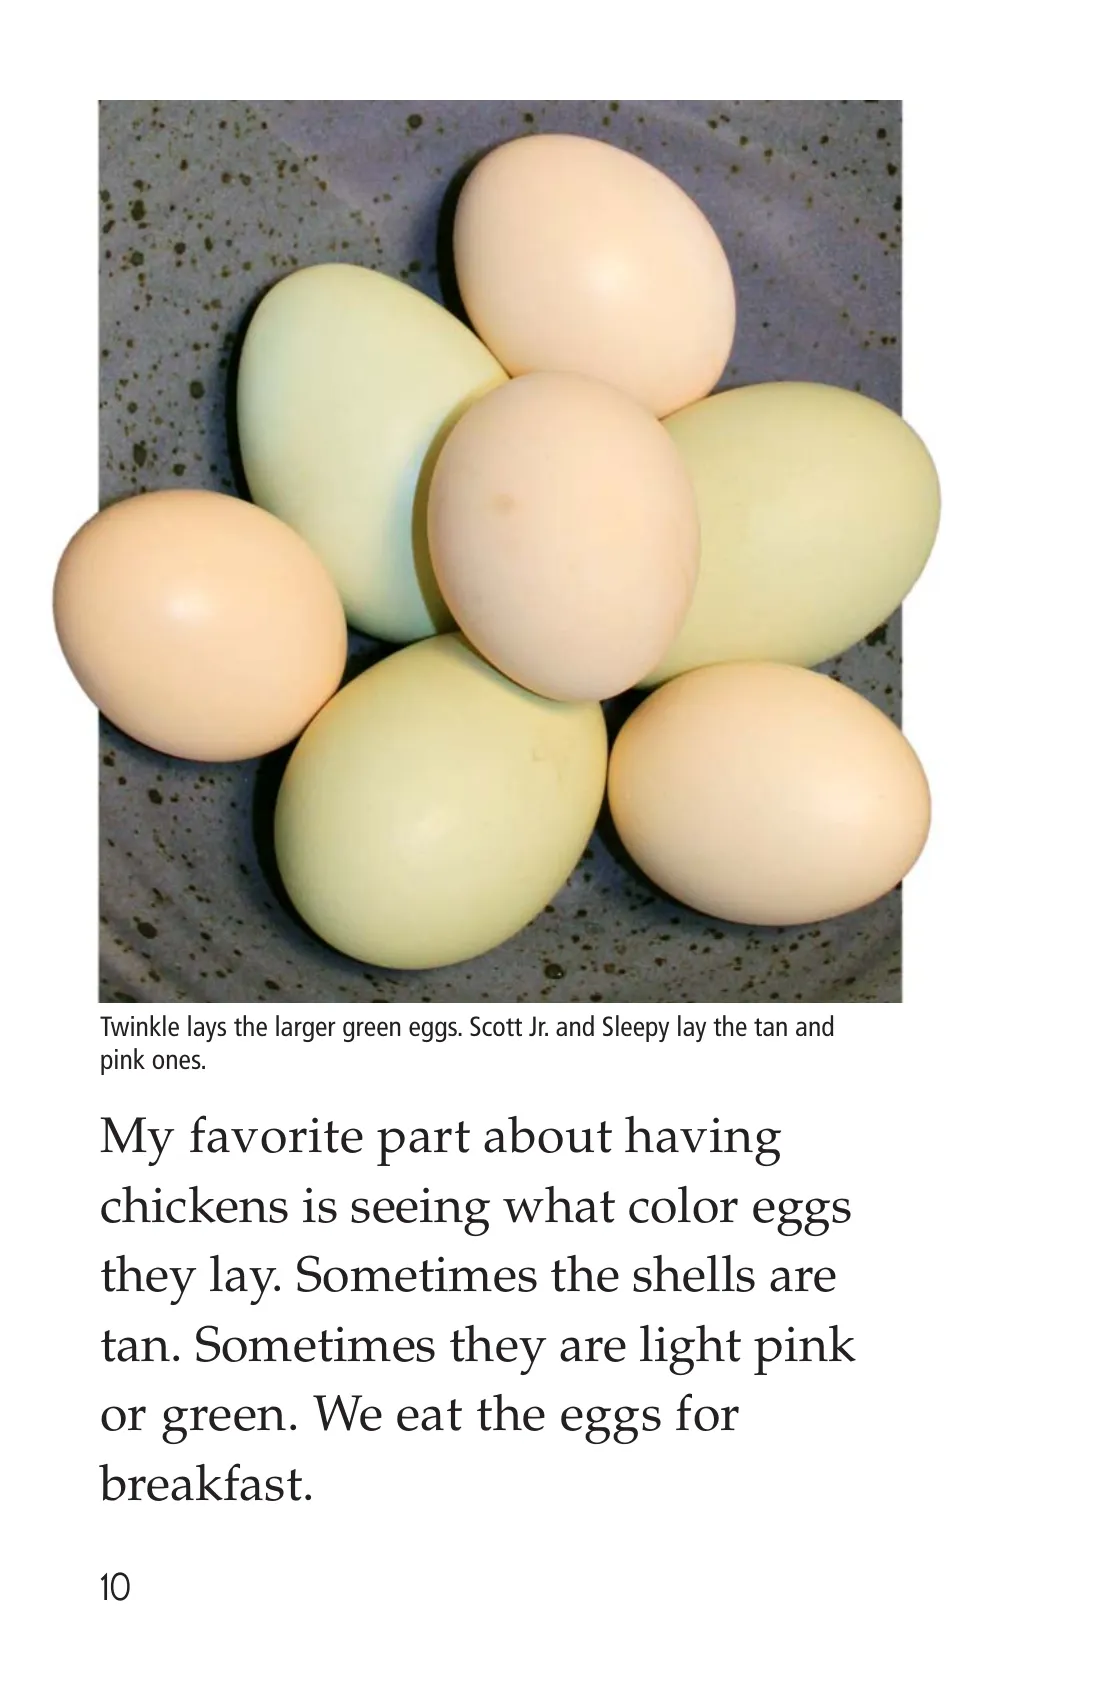 Twinkle lays the larger green eggs. Scott Jr. and Sleepy lay the tan and
pink ones.
My favorite part about having
chickens is seeing what color eggs
they lay. Sometimes the shells are
tan. Sometimes they are light pink
or green. We eat the eggs for
breakfast.
10